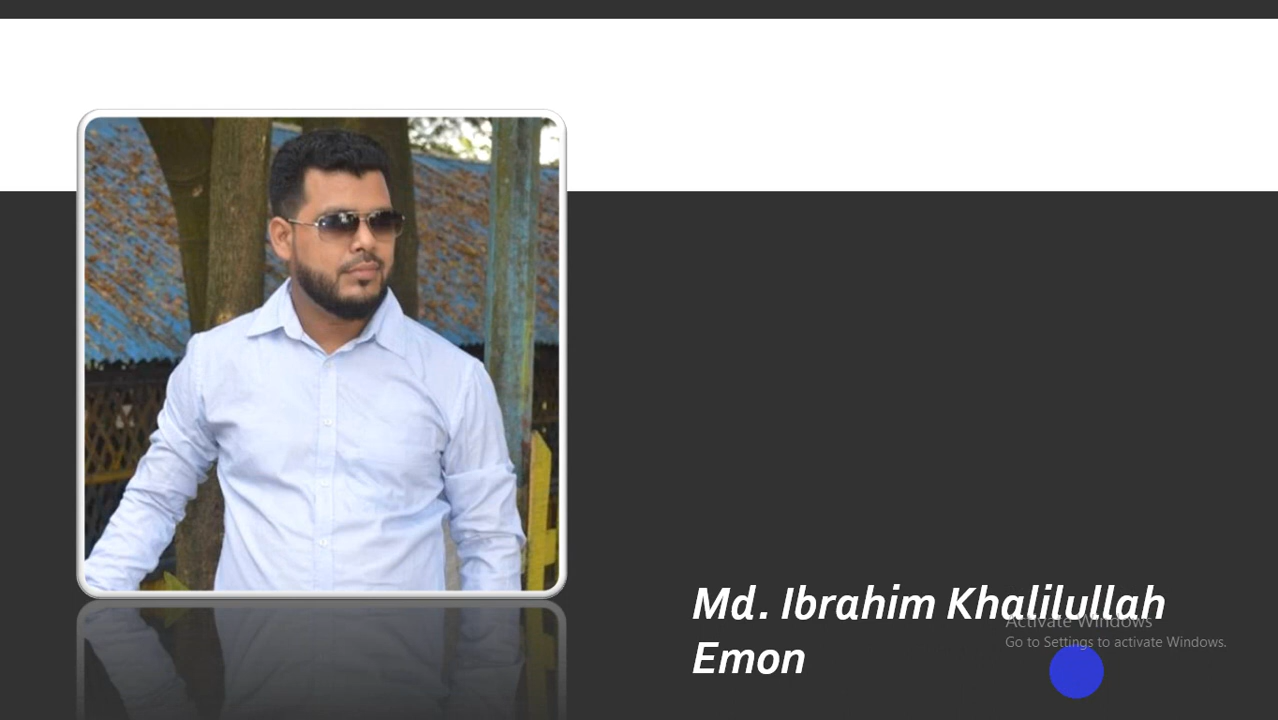 Md. Ibrahim Khalilullah
Emon
Activate Windows
Go to Settings to activate Windows.